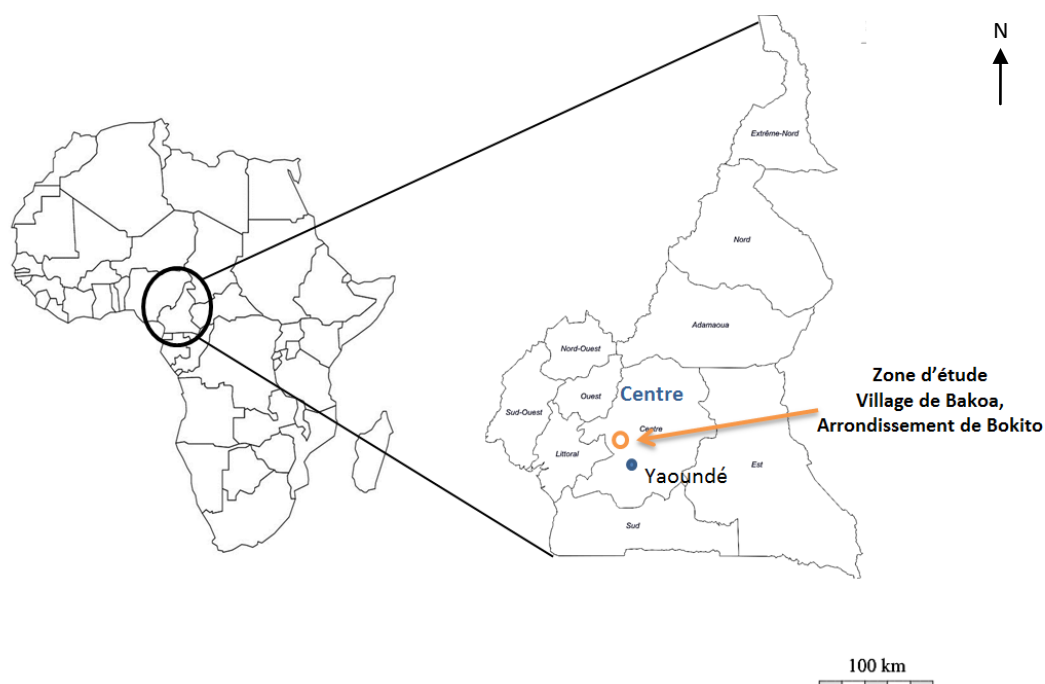 N
Extrême-Nord
Nord
Adamaoua
Nord-Ouest
Ouest
Centre
Sud-Ouest
Centre
Littoral
Yaoundé
Est
Sud
Zone d'étude
Village de Bakoa,
Arrondissement de Bokito
100 km